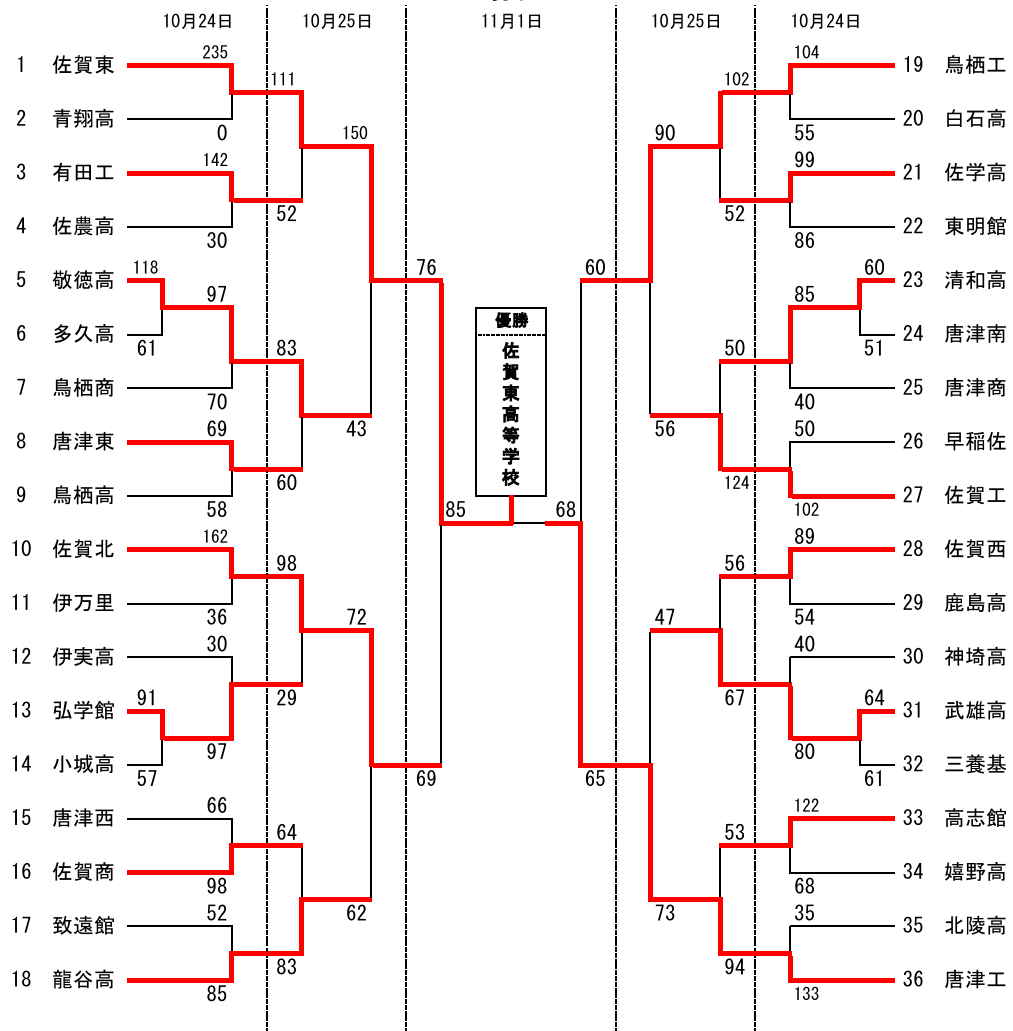 10月24日 10月25日 11月1日 10月25日 10月24日
235 104
1 佐賀東 111 102 19 鳥栖工
2 青翔高 20 白石高
0 150 90 55
142 99
3 有田工 21 佐学高
52 52
4 佐農高 22 東明館
30 86
118 76 60 60
5 敬徳高 23 清和高
97 85
優勝
6 多久高 24 唐津南
61 83 50 51
佐賀東高等学校
7 鳥栖商 25 唐津商
70 40
69 43 56 50
8 唐津東 26 早稲佐
60 124
9 鳥栖高 27 佐賀工
58 85 68 102
162 89
10 佐賀北 28 佐賀西
98 56
11 伊万里 29 鹿島高
36 72 47 54
30 40
12 伊実高 30 神埼高
91 29 67 64
13 弘学館 31 武雄高
97 80
14 小城高 32 三養基
57 69 65 61
66 122
15 唐津西 33 高志館
64 53
16 佐賀商 34 嬉野高
98 68
52 62 73 35
17 致遠館 35 北陵高
83 94
18 龍谷高 36 唐津工
85 133